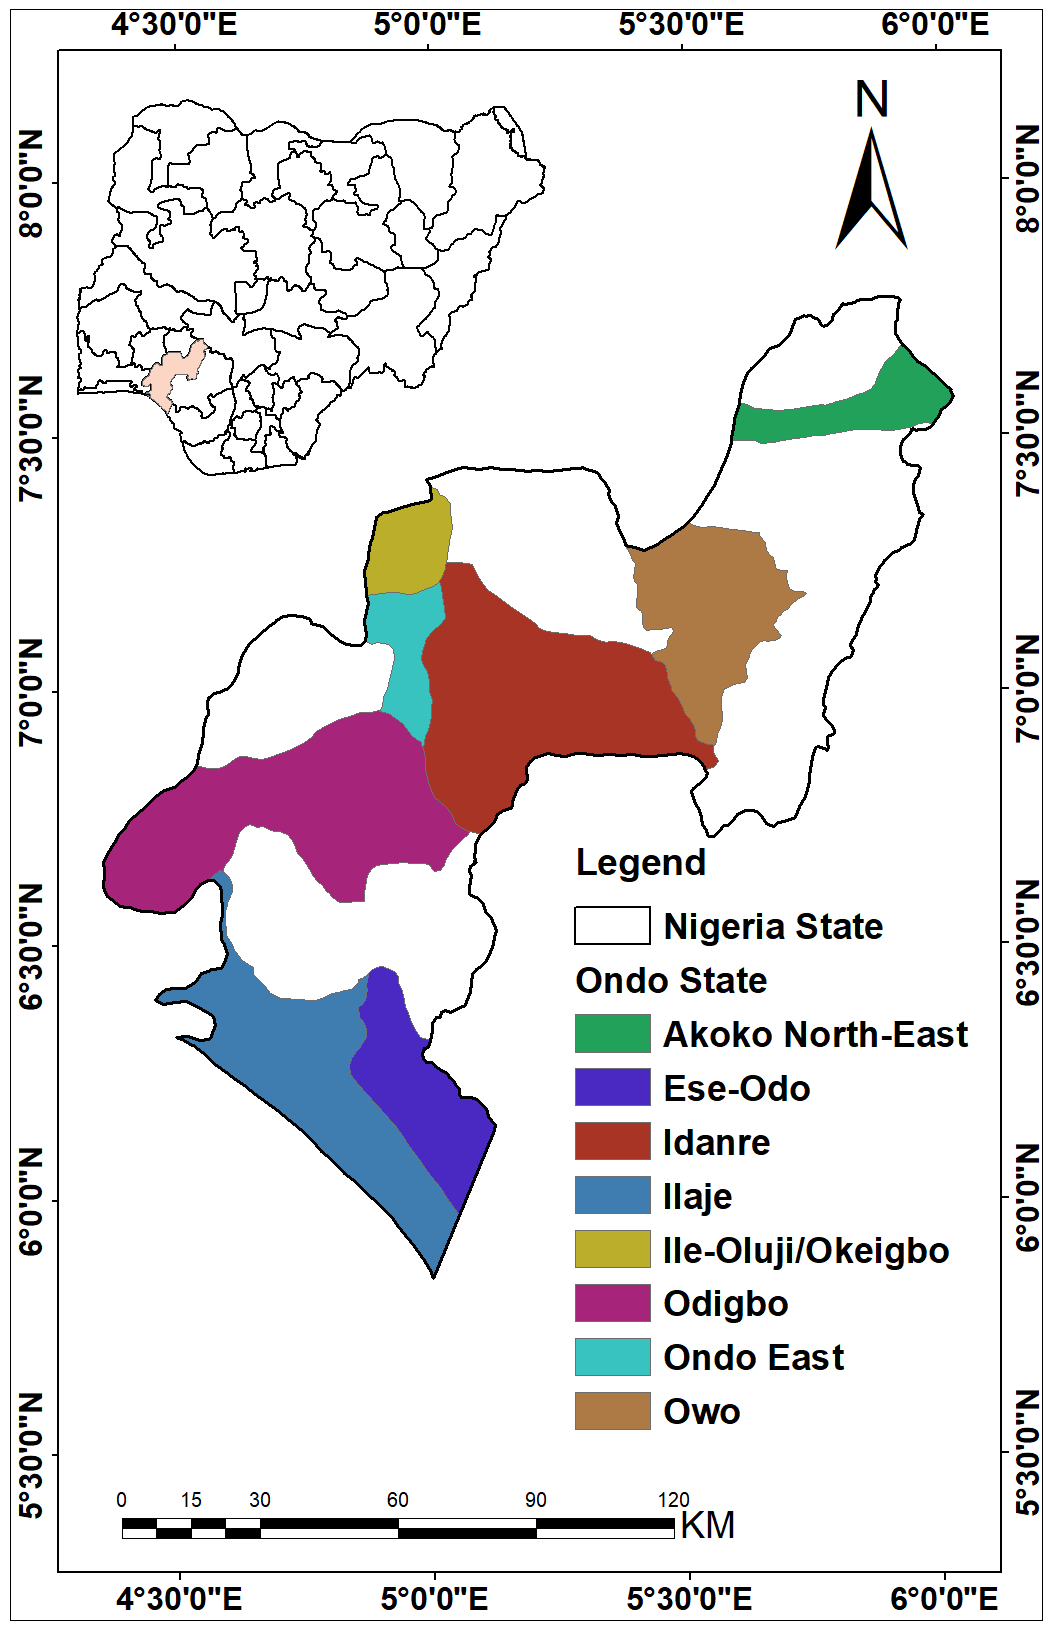 4°30'0"E 5°0'0"E 5°30'0"E 6°0'0"E
N
8°0'0"N
8°0'0"N
7°30'0"N
7°30'0"N
7°0'0"N
7°0'0"N
6°30'0"N
6°30'0"N
6°0'0"N
6°0'0"N
5°30'0"N
5°30'0"N
Legend
Nigeria State
Ondo State
Akoko North-East
Ese-Odo
Idanre
Ilaje
Ile-Oluji/Okeigbo
Odigbo
Ondo East
Owo
0 15 30 60 90 120
KM
4°30'0"E 5°0'0"E 5°30'0"E 6°0'0"E